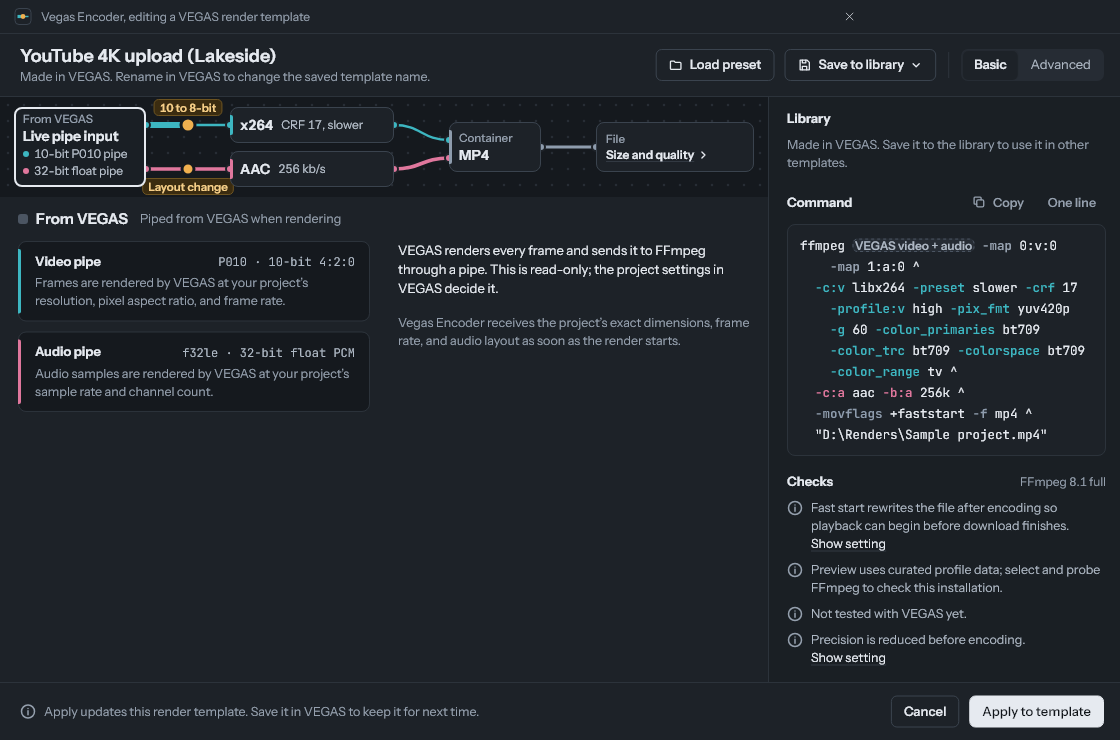 Vegas Encoder, editing a VEGAS render template
YouTube 4K upload (Lakeside)
Made in VEGAS. Rename in VEGAS to change the saved template name.
Load preset
Save to library
Basic
Advanced
From VEGAS
Live pipe input
10-bit P010 pipe
32-bit float pipe
10 to 8-bit
Layout change
x264 CRF 17, slower
AAC 256 kb/s
Container
MP4
File
Size and quality
From VEGAS Piped from VEGAS when rendering
Video pipe P010 · 10-bit 4:2:0
Frames are rendered by VEGAS at your project's
resolution, pixel aspect ratio, and frame rate.
Audio pipe f32le · 32-bit float PCM
Audio samples are rendered by VEGAS at your project's
sample rate and channel count.
VEGAS renders every frame and sends it to FFmpeg
through a pipe. This is read-only; the project settings in
VEGAS decide it.
Vegas Encoder receives the project's exact dimensions, frame
rate, and audio layout as soon as the render starts.
Library
Made in VEGAS. Save it to the library to use it in other
templates.
Command Copy One line
ffmpeg VEGAS video + audio -map 0:v:0
-map 1:a:0 ^
-c:v libx264 -preset slower -crf 17
-profile:v high -pix_fmt yuv420p
-g 60 -color_primaries bt709
-color_trc bt709 -colorspace bt709
-color_range tv ^
-c:a aac -b:a 256k ^
-movflags +faststart -f mp4 ^
"D:\Renders\Sample project.mp4"
Checks FFmpeg 8.1 full
Fast start rewrites the file after encoding so
playback can begin before download finishes.
Show setting
Preview uses curated profile data; select and probe
FFmpeg to check this installation.
Not tested with VEGAS yet.
Precision is reduced before encoding.
Show setting
Apply updates this render template. Save it in VEGAS to keep it for next time.
Cancel
Apply to template